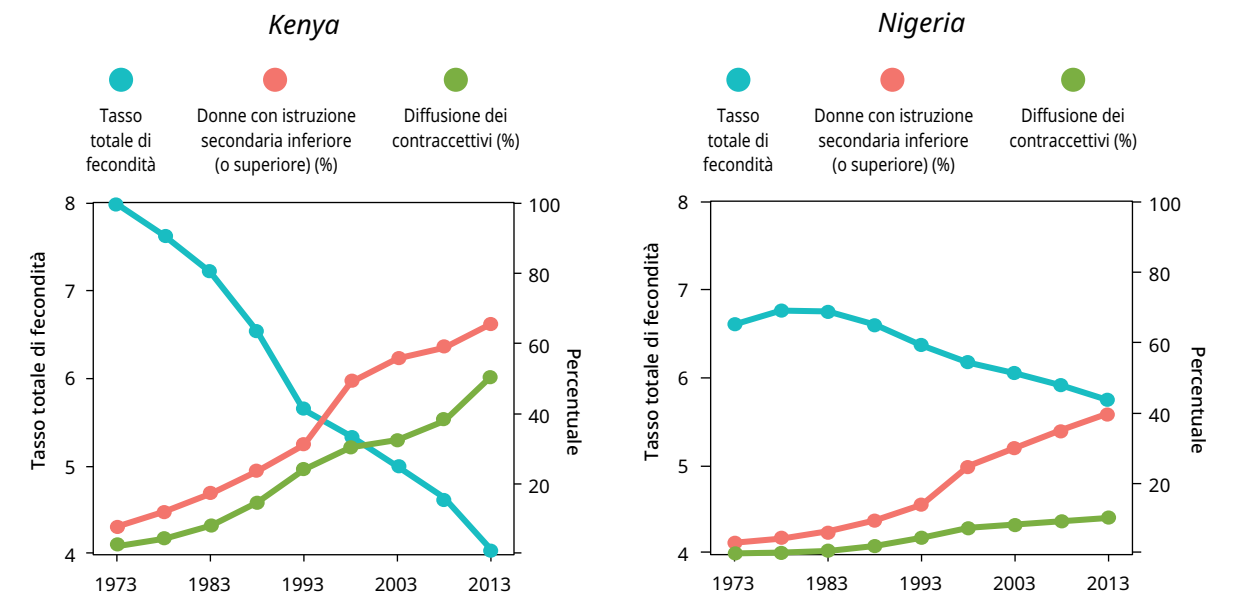 Kenya
Tasso
totale di
fecondità
Donne con istruzione
secondaria inferiore
(o superiore) (%)
Diffusione dei
contraccettivi (%)
8
7
6
5
4
Tasso totale di fecondità
100
80
60
40
20
Percentuale
1973
1983
1993
2003
2013
Nigeria
Tasso
totale di
fecondità
Donne con istruzione
secondaria inferiore
(o superiore) (%)
Diffusione dei
contraccettivi (%)
8
7
6
5
4
Tasso totale di fecondità
100
80
60
40
20
Percentuale
1973
1983
1993
2003
2013